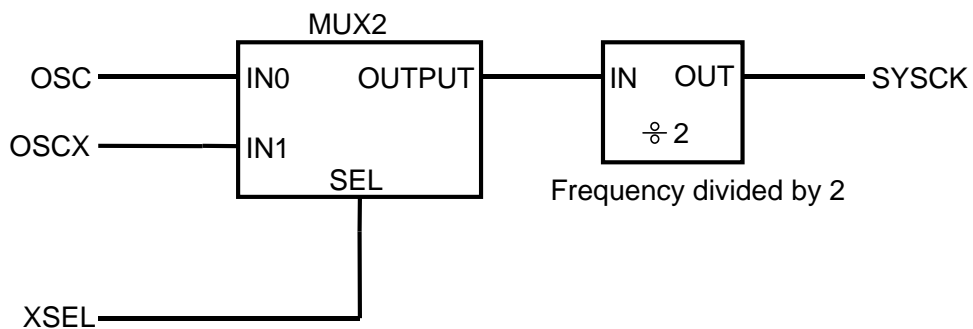 MUX2
OSC IN0 OUTPUT IN OUT SYSCK
÷ 2
OSCX IN1
SEL
Frequency divided by 2
XSEL